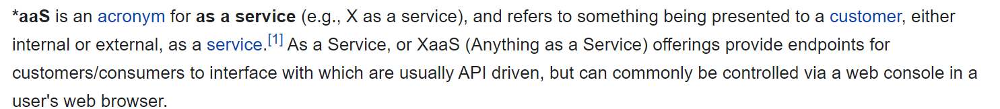 *aaS is an acronym for as a service (e.g., X as a service), and refers to something being presented to a customer, either
internal or external, as a service.[1] As a Service, or XaaS (Anything as a Service) offerings provide endpoints for
customers/consumers to interface with which are usually API driven, but can commonly be controlled via a web console in a
user's web browser.